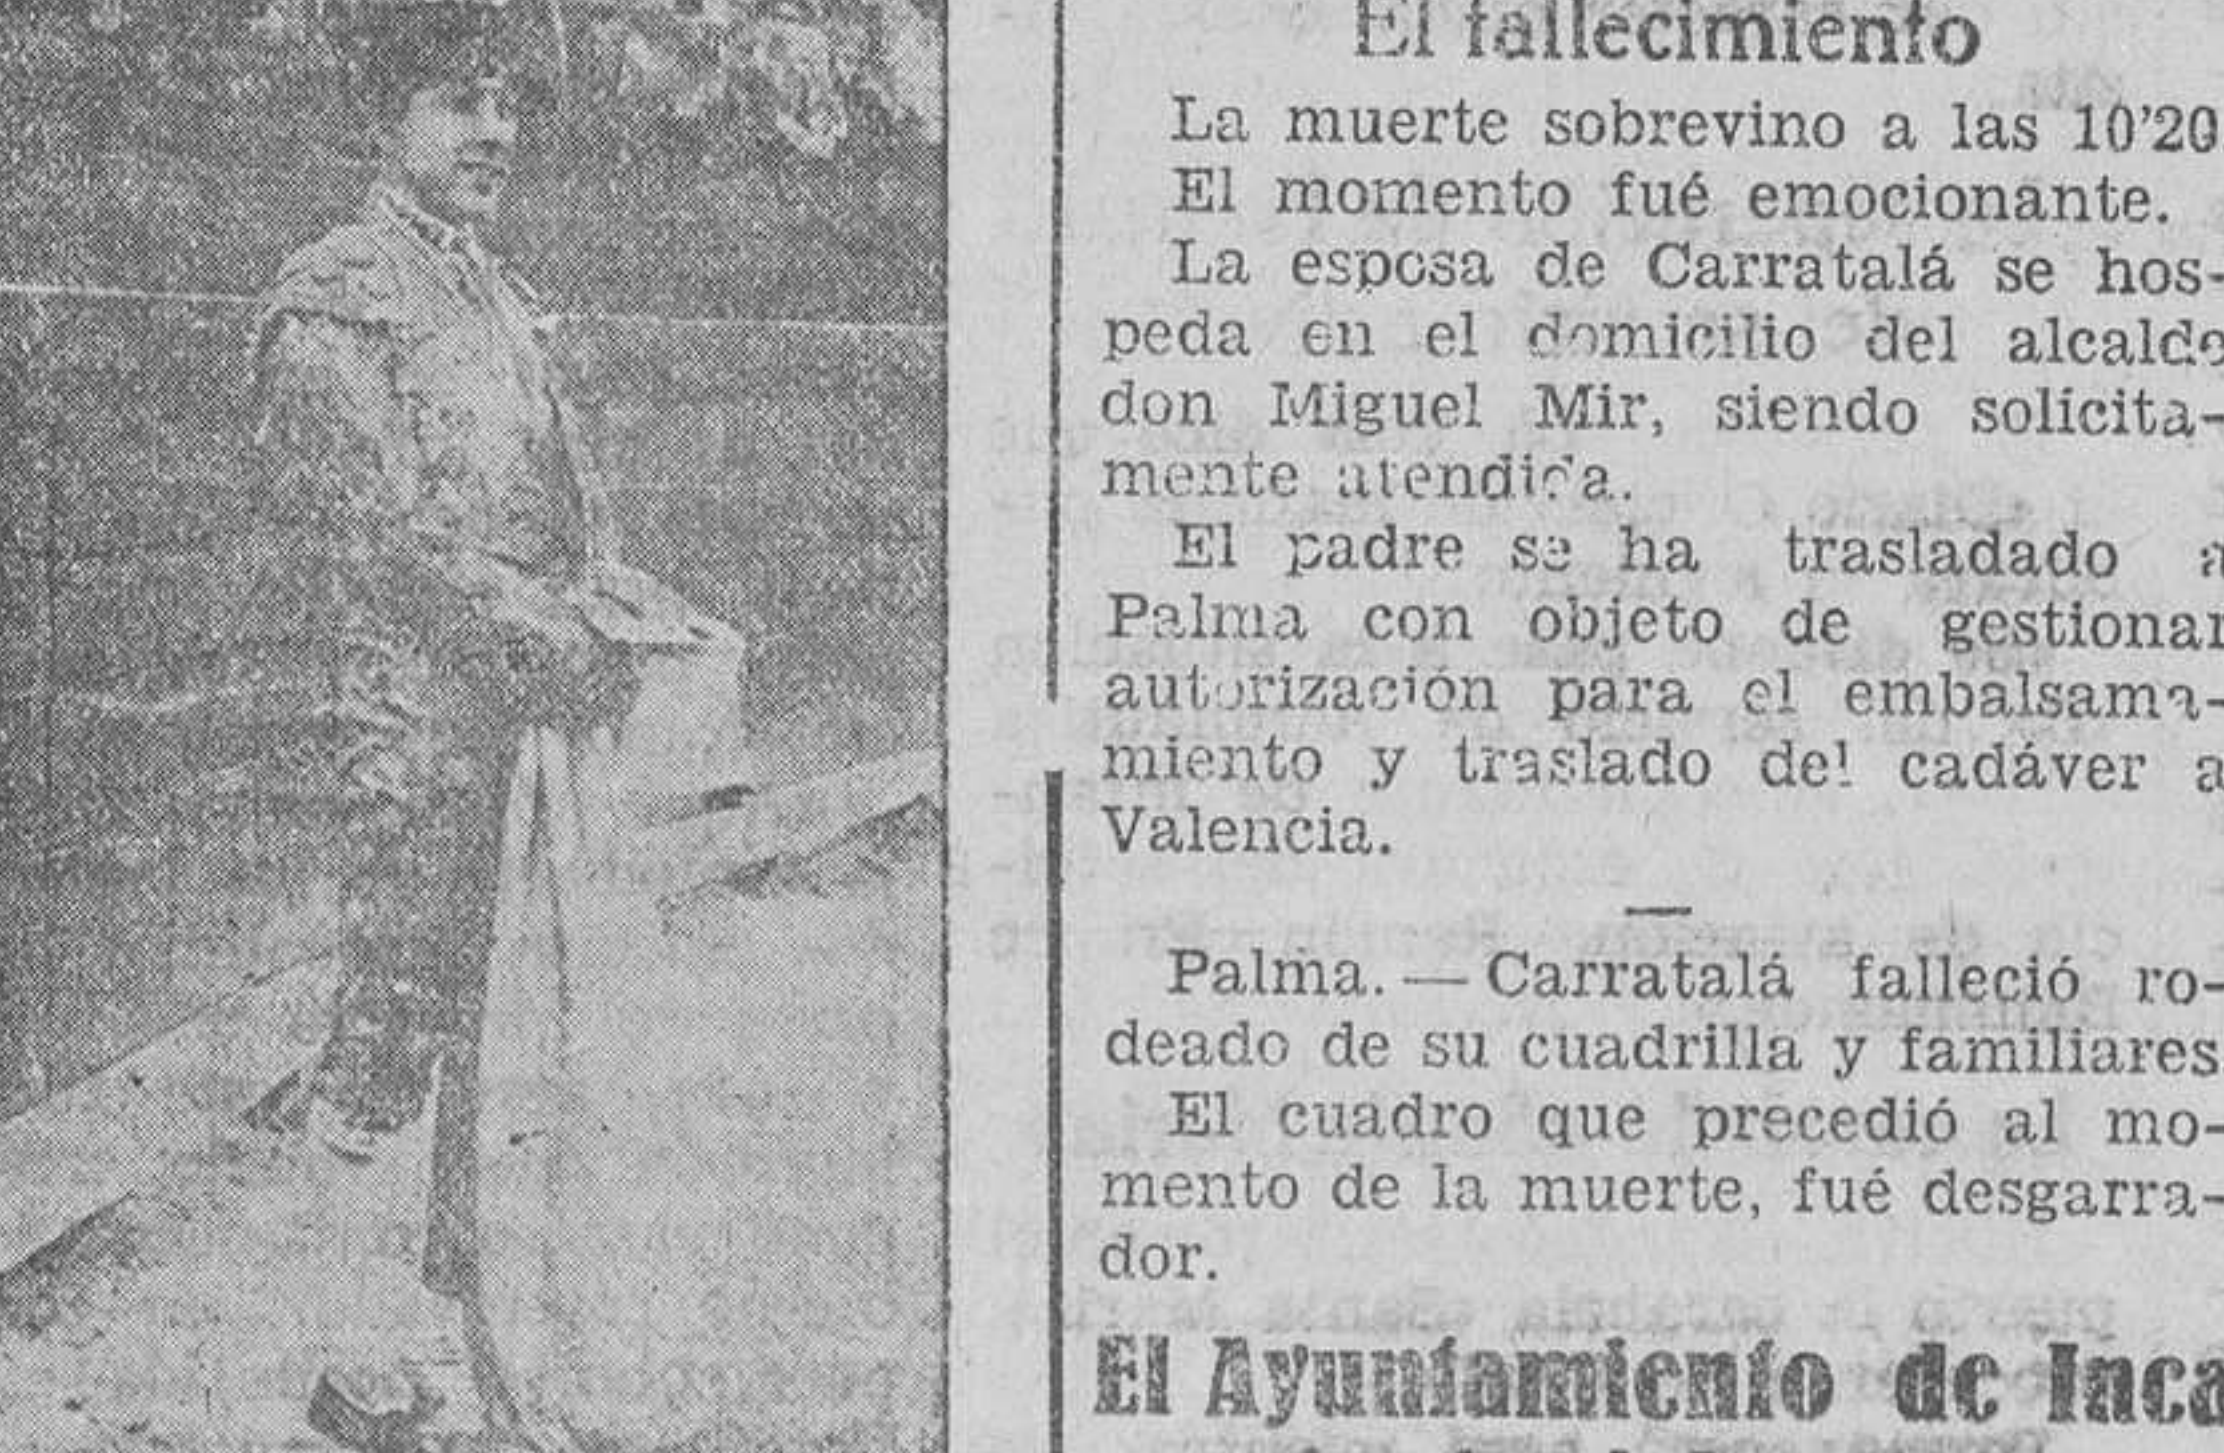 El fallecimiento
La muerte sobrevino a las 10'20
El momento fué emocionante.
La esposa de Carratalá se hos-
peda en el domicilio del alcalde
don Miguel Mir, siendo solícita-
mente atendida.
El padre se ha trasladado a
Palma con objeto de gestionar
autorización para el embalsama-
miento y traslado del cadáver a
Valencia.
—
Palma. — Carratalá falleció ro-
deado de su cuadrilla y familiares
El cuadro que precedió al mo-
mento de la muerte, fué desgarra-
dor.
El Ayuntamiento de Inca